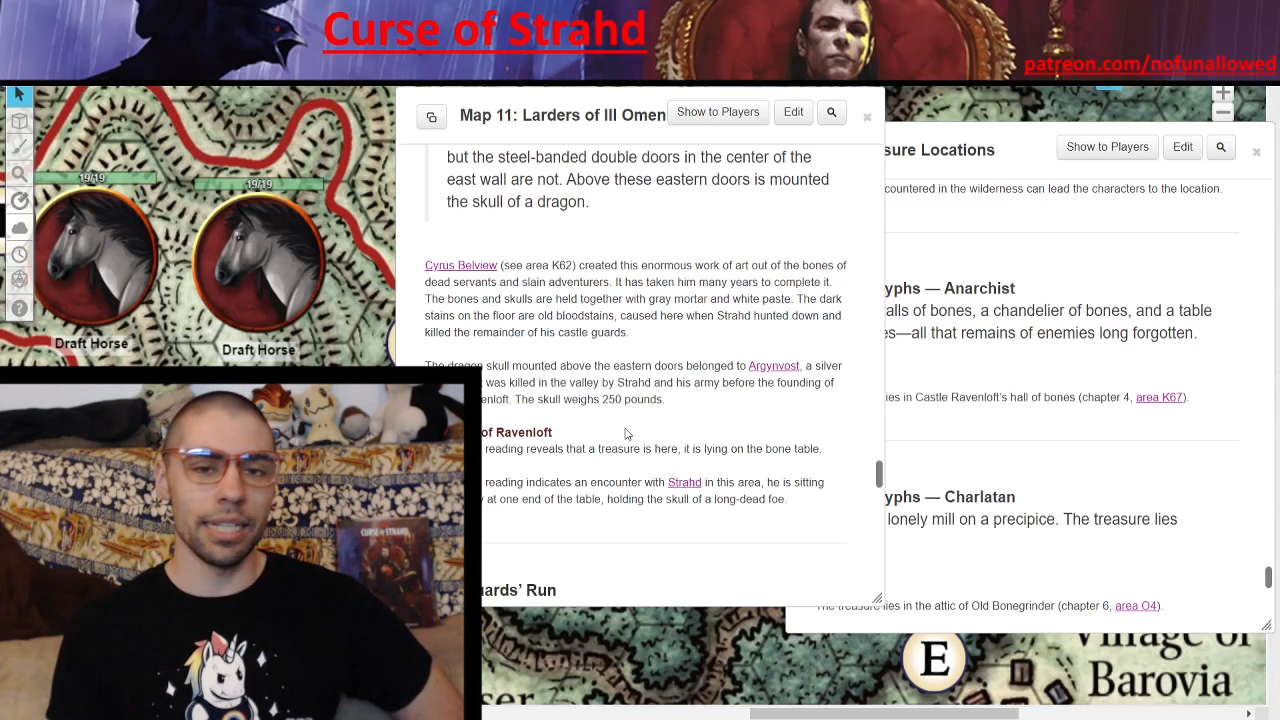 Curse of Strahd
patreon.com/nofunallowed
Map 11: Larders of Ill Omen
Show to Players
Edit
but the steel-banded double doors in the center of the
east wall are not. Above these eastern doors is mounted
the skull of a dragon.
Cyrus Belview (see area K62) created this enormous work of art out of the bones of
dead servants and slain adventurers. It has taken him many years to complete it.
The bones and skulls are held together with gray mortar and white paste. The dark
stains on the floor are old bloodstains, caused here when Strahd hunted down and
killed the remainder of his castle guards.
The dragon skull mounted above the eastern doors belonged to Argynvost, a silver
was killed in the valley by Strahd and his army before the founding of
enloft. The skull weighs 250 pounds.
of Ravenloft
reading reveals that a treasure is here, it is lying on the bone table.
reading indicates an encounter with Strahd in this area, he is sitting
at one end of the table, holding the skull of a long-dead foe.
uards' Run
sure Locations
Show to Players
Edit
countered in the wilderness can lead the characters to the location.
yphs — Anarchist
alls of bones, a chandelier of bones, and a table
es—all that remains of enemies long forgotten.
ies in Castle Ravenloft's hall of bones (chapter 4, area K67).
yphs — Charlatan
lonely mill on a precipice. The treasure lies
The treasure lies in the attic of Old Bonegrinder (chapter 6, area O4).
19/19
19/19
Draft Horse
Draft Horse
CURSE OF STRAHD
E
Village of
Barovia
ser